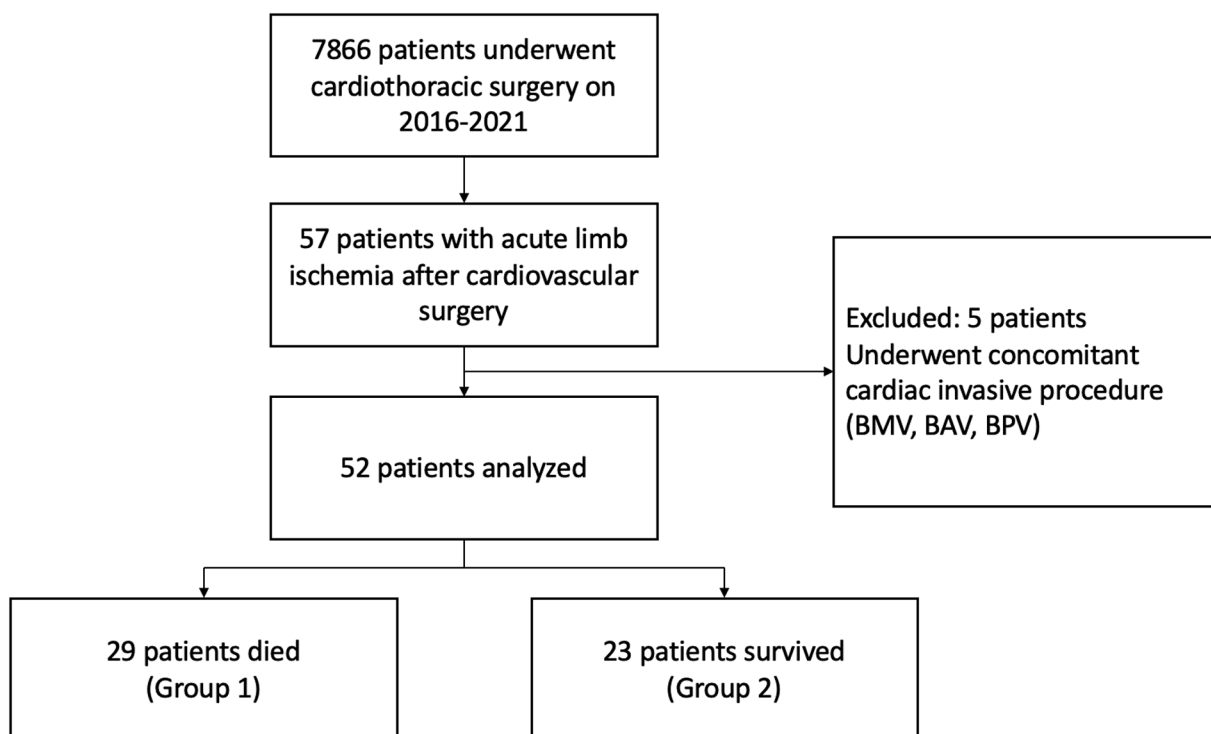 7866 patients underwent
cardiothoracic surgery on
2016-2021
57 patients with acute limb
ischemia after cardiovascular
surgery
Excluded: 5 patients
Underwent concomitant
cardiac invasive procedure
(BMV, BAV, BPV)
52 patients analyzed
29 patients died
(Group 1)
23 patients survived
(Group 2)